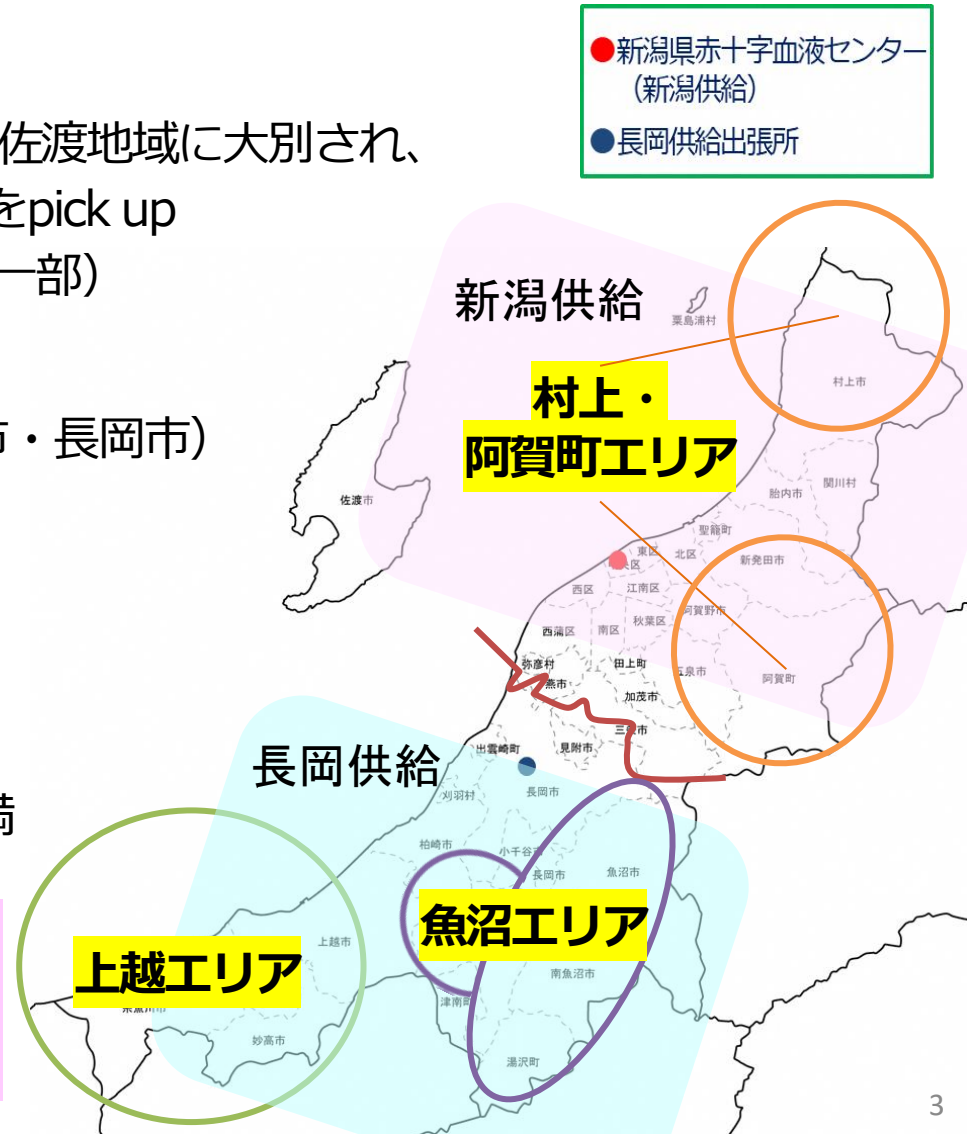 ●新潟県赤十字血液センター
（新潟供給）
●長岡供給出張所
佐渡地域に大別され、
をpick up
一部）
市・長岡市）
新潟供給
粟島浦村
村上・
阿賀町エリア
村上市
関川村
胎内市
佐渡市
聖籠町
東区
北区
新発田市
西区
江南区
阿賀野市
秋葉区
西蒲区
南区
弥彦村
田上町
五泉市
阿賀町
燕市
加茂市
三条市
出雲崎町
見附市
長岡供給
刈羽村
長岡市
柏崎市
小千谷市
長岡市
魚沼市
魚沼エリア
上越市
上越エリア
南魚沼市
糸魚川市
津南町
妙高市
湯沢町
3